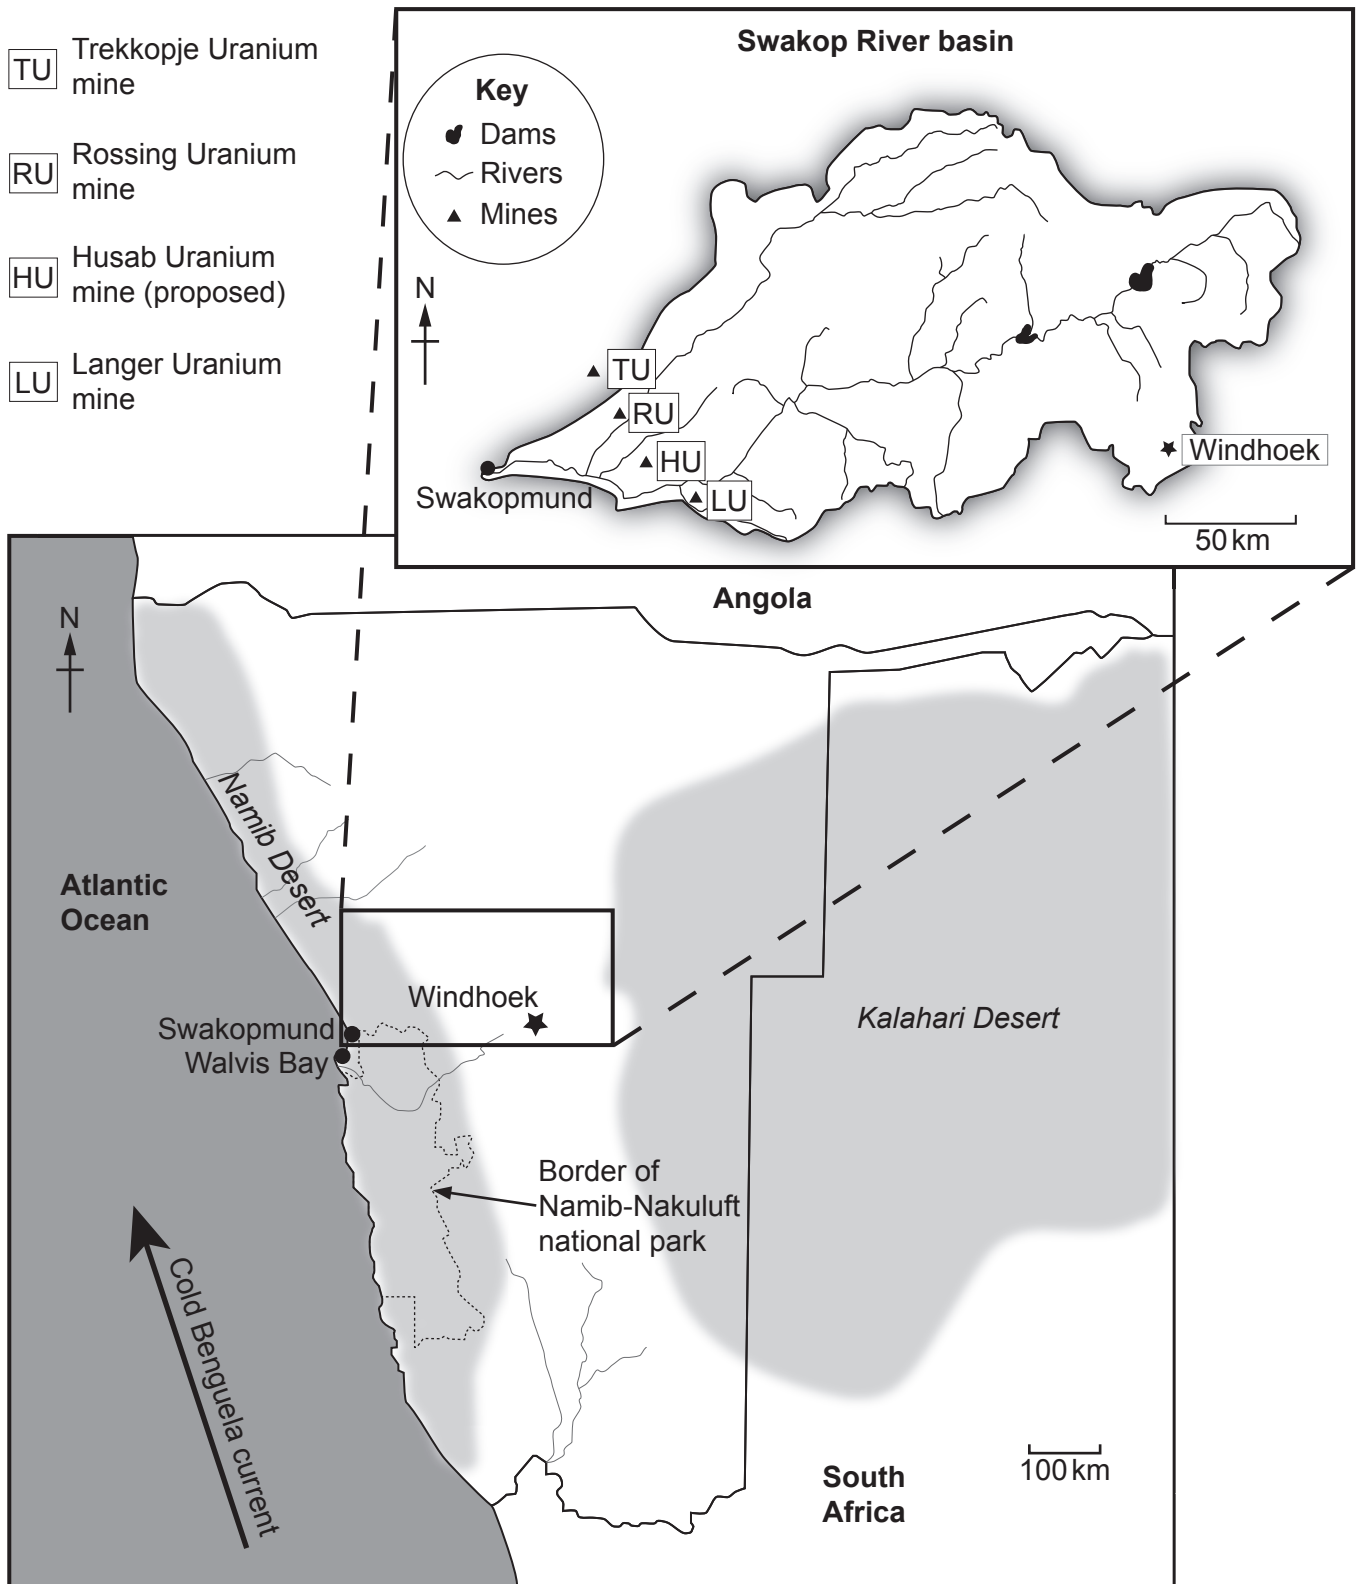 TU
Trekkopje Uranium
mine
RU
Rossing Uranium
mine
HU
Husab Uranium
mine (proposed)
LU
Langer Uranium
mine
Swakop River basin
Key
Dams
Rivers
Mines
N
TU
RU
HU
LU
Swakopmund
Windhoek
50 km
Angola
N
Namib Desert
Atlantic
Ocean
Windhoek
Swakopmund
Walvis Bay
Kalahari Desert
Border of
Namib-Nakuluft
national park
Cold Benguela current
South
Africa
100 km